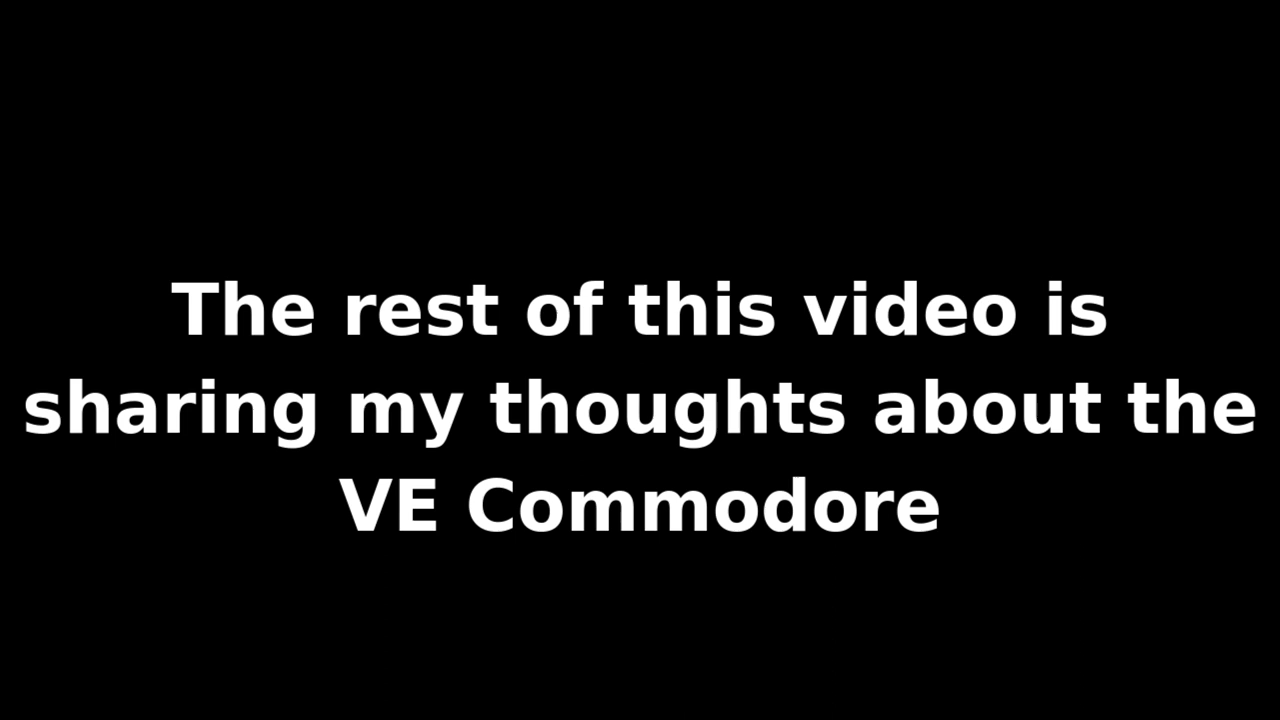 The rest of this video is
sharing my thoughts about the
VE Commodore